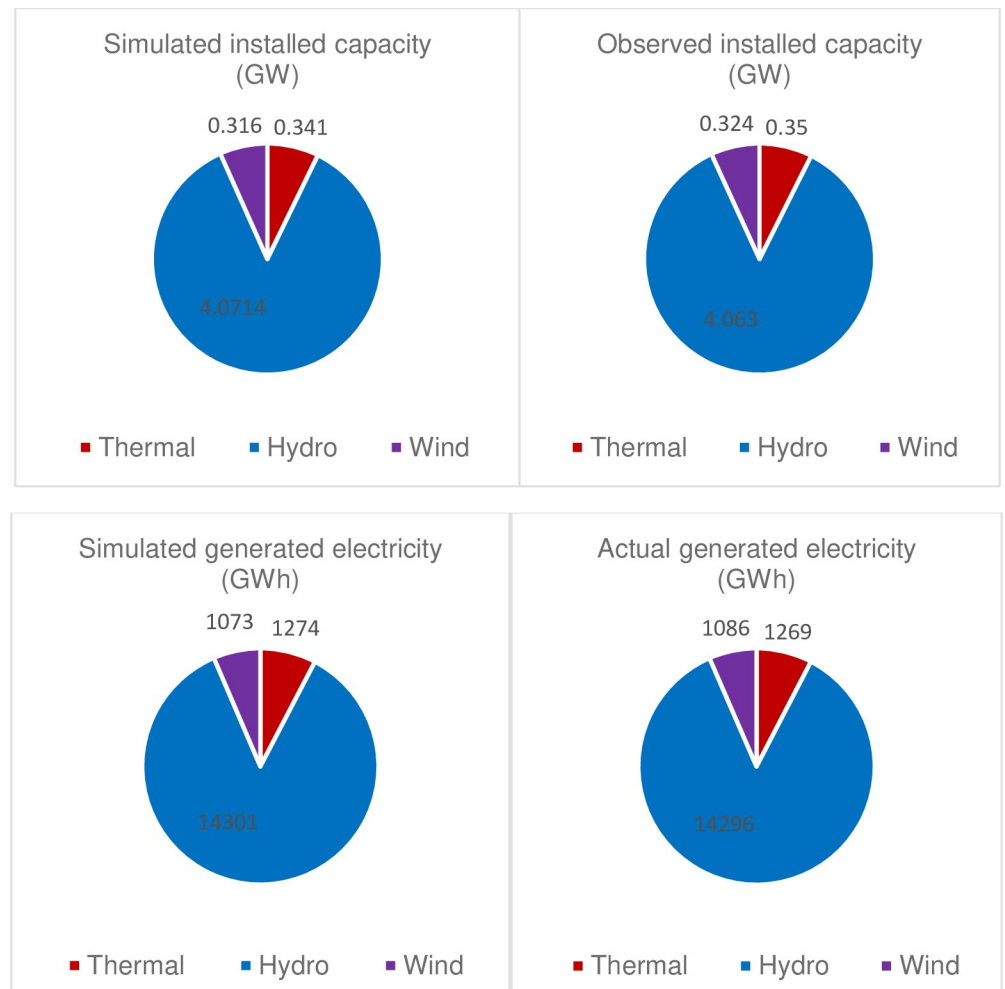 Simulated installed capacity
(GW)
0.316 0.341
4.0714
Thermal Hydro Wind
Observed installed capacity
(GW)
0.324 0.35
4.063
Thermal Hydro Wind
Simulated generated electricity
(GWh)
1073 1274
14301
Thermal Hydro Wind
Actual generated electricity
(GWh)
1086 1269
14296
Thermal Hydro Wind